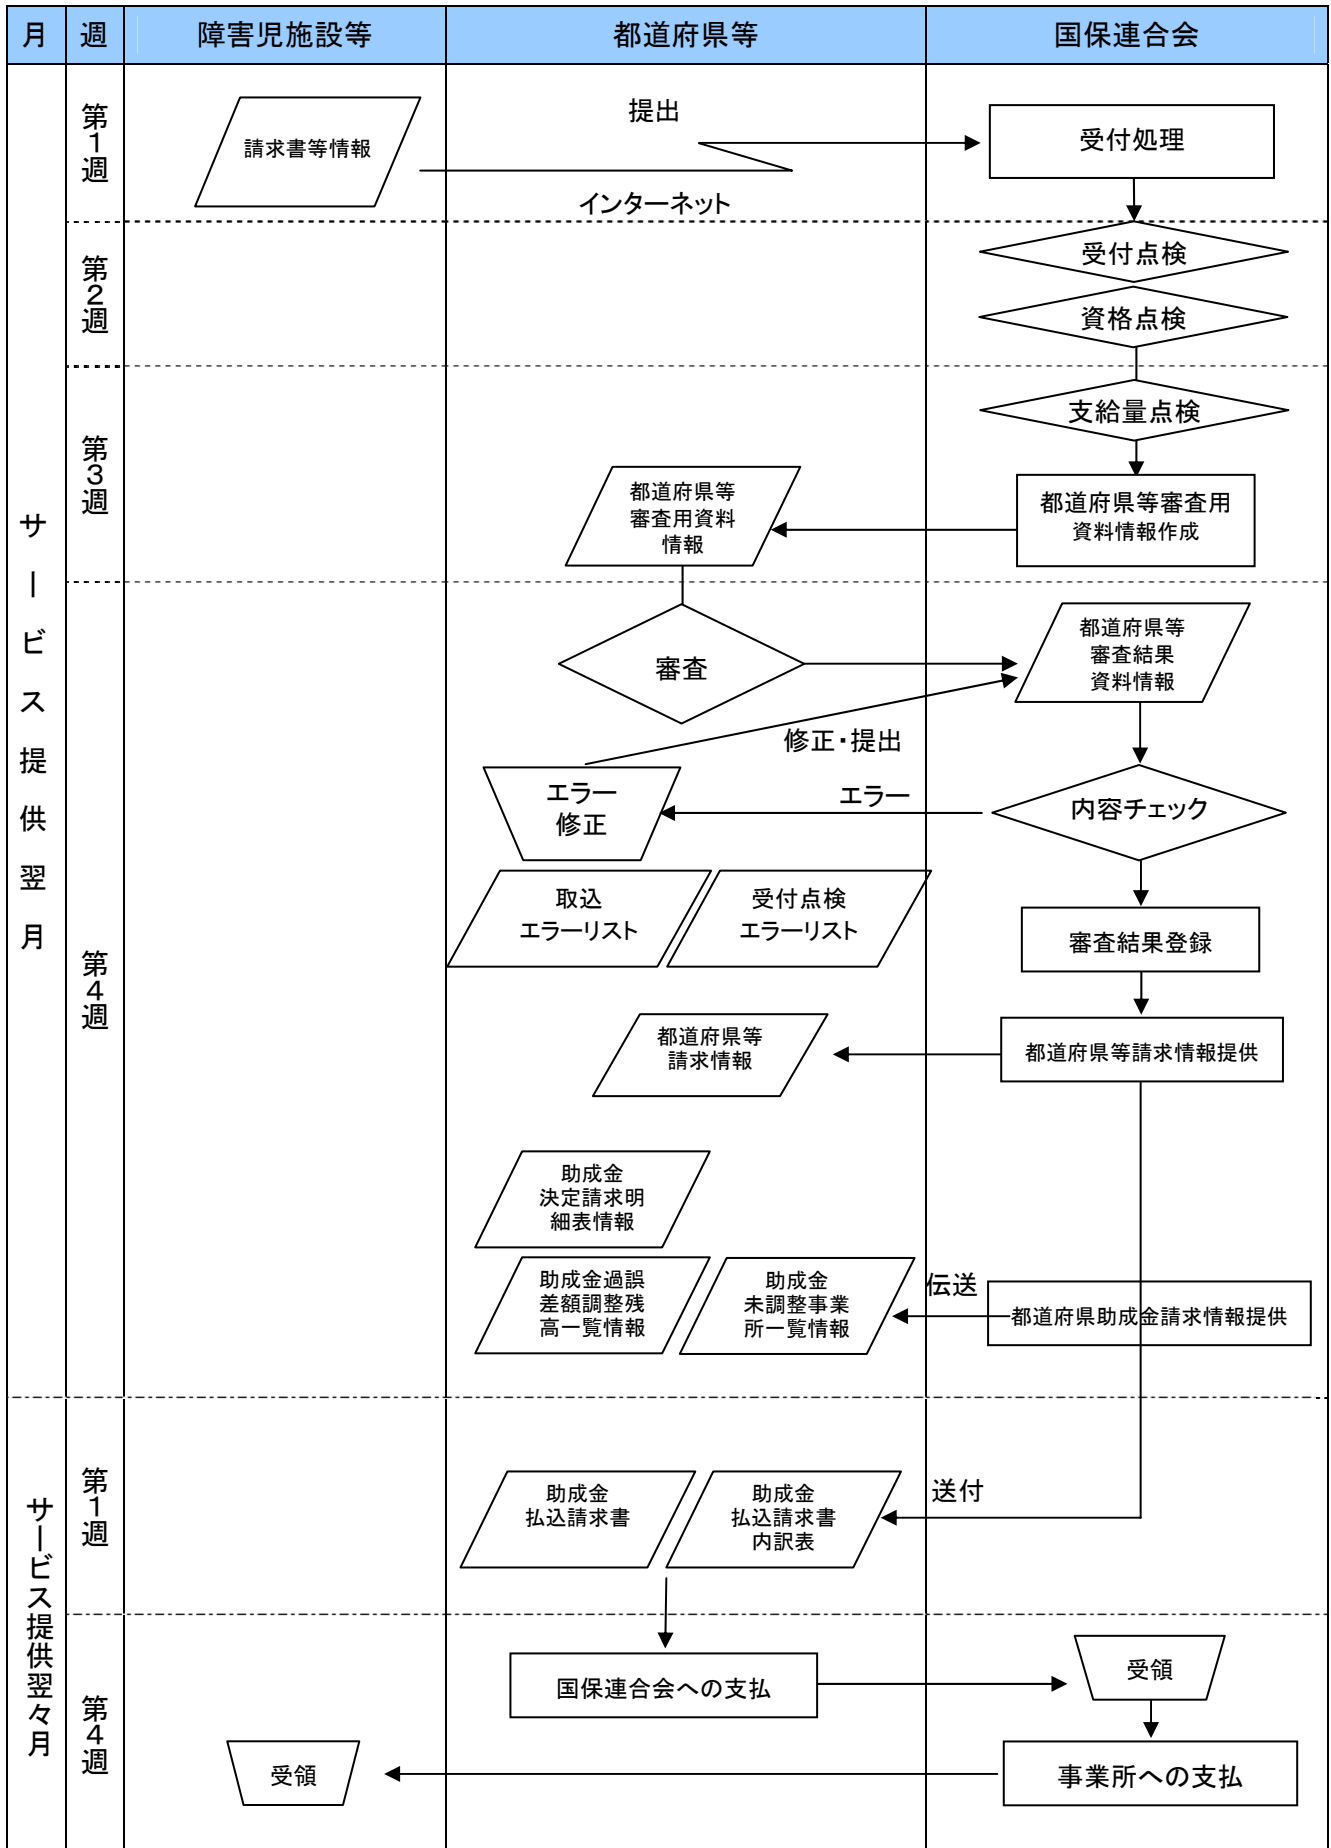 月 週 障害児施設等 都道府県等 国保連合会
サービス提供翌月
第1週
請求書等情報
提出
インターネット
受付処理
第2週
受付点検
資格点検
第3週
支給量点検
都道府県等審査用
資料情報作成
都道府県等
審査用資料
情報
第4週
審査
都道府県等
審査結果
資料情報
修正・提出
エラー
修正
エラー
内容チェック
取込
エラーリスト
受付点検
エラーリスト
審査結果登録
都道府県等
請求情報
都道府県等請求情報提供
助成金
決定請求明
細表情報
助成金過誤
差額調整残
高一覧情報
助成金
未調整事業
所一覧情報
伝送
都道府県助成金請求情報提供
サービス提供翌々月
第1週
助成金
払込請求書
助成金
払込請求書
内訳表
送付
第4週
国保連合会への支払
受領
受領
事業所への支払